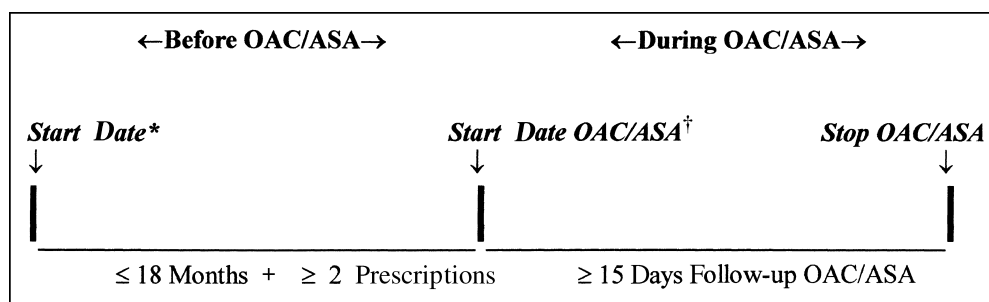 ←Before OAC/ASA→ ←During OAC/ASA→
Start Date* Start Date OAC/ASA† Stop OAC/ASA
↓ ↓ ↓
≤ 18 Months + ≥ 2 Prescriptions ≥ 15 Days Follow-up OAC/ASA